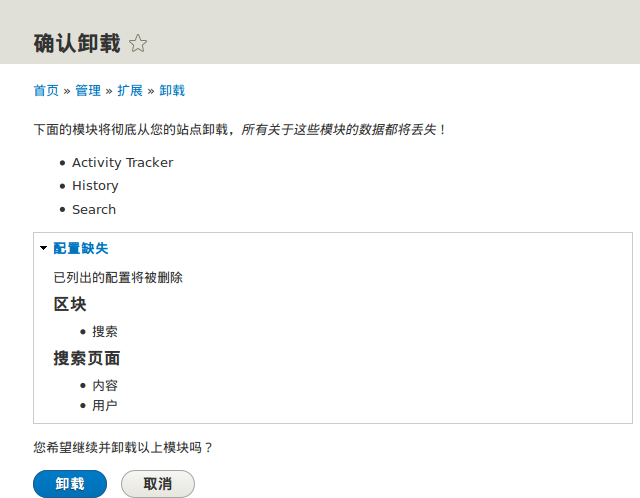 确认卸载
首页 » 管理 » 扩展 » 卸载
下面的模块将彻底从您的站点卸载，所有关于这些模块的数据都将丢失！
Activity Tracker
History
Search
配置缺失
已列出的配置将被删除
区块
搜索
搜索页面
内容
用户
您希望继续并卸载以上模块吗？
卸载 取消